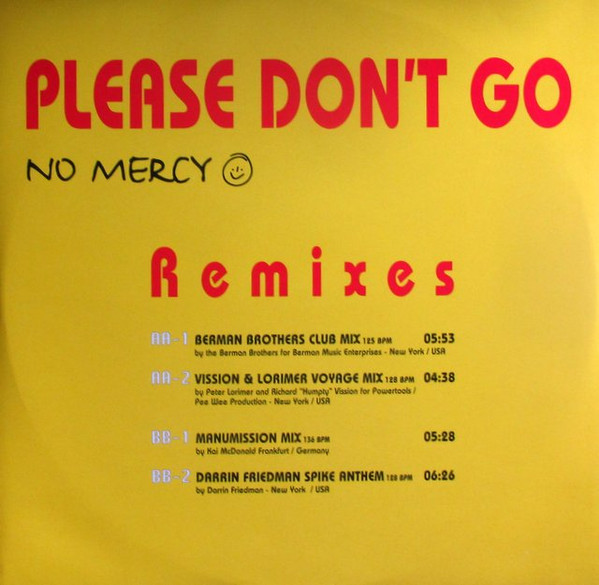 PLEASE DON'T GO
NO MERCY
Remixes
AA-1 BERMAN BROTHERS CLUB MIX 125 BPM 05:53
by the Berman Brothers for Berman Music Enterprises - New York / USA
AA-2 VISSION & LORIMER VOYAGE MIX 128 BPM 04:38
by Peter Lorimer and Richard "Humpty" Vission for Powertools /
Pee Wee Production - New York / USA
BB-1 MANUMISSION MIX 136 BPM 05:28
by Kai McDonald Frankfurt / Germany
BB-2 DARRIN FRIEDMAN SPIKE ANTHEM 128 BPM 06:26
by Darrin Friedman - New York / USA